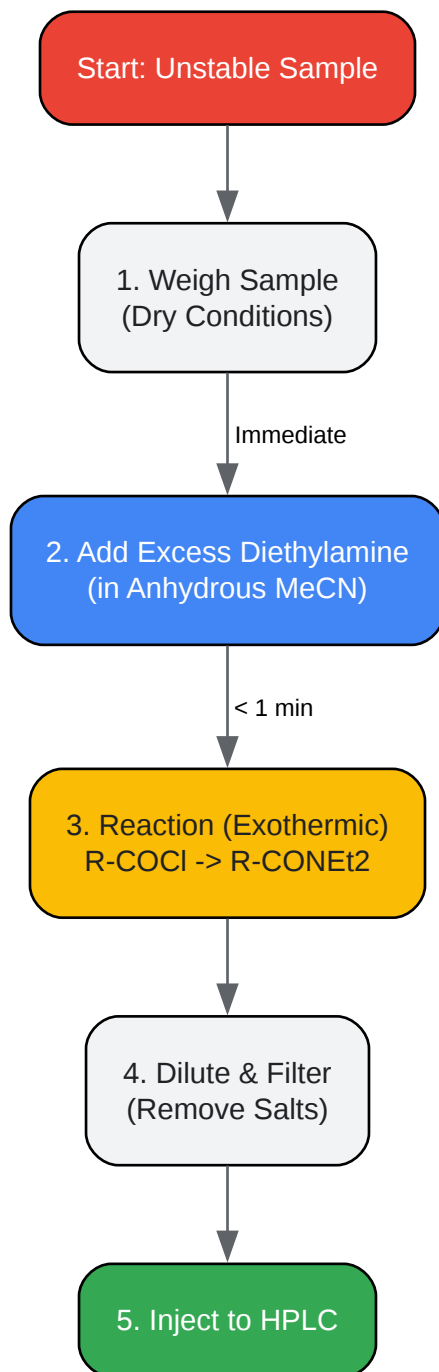 Start: Unstable Sample
1. Weigh Sample
(Dry Conditions)
Immediate
2. Add Excess Diethylamine
(in Anhydrous MeCN)
< 1 min
3. Reaction (Exothermic)
R-COCl -> R-CONEt2
4. Dilute & Filter
(Remove Salts)
5. Inject to HPLC